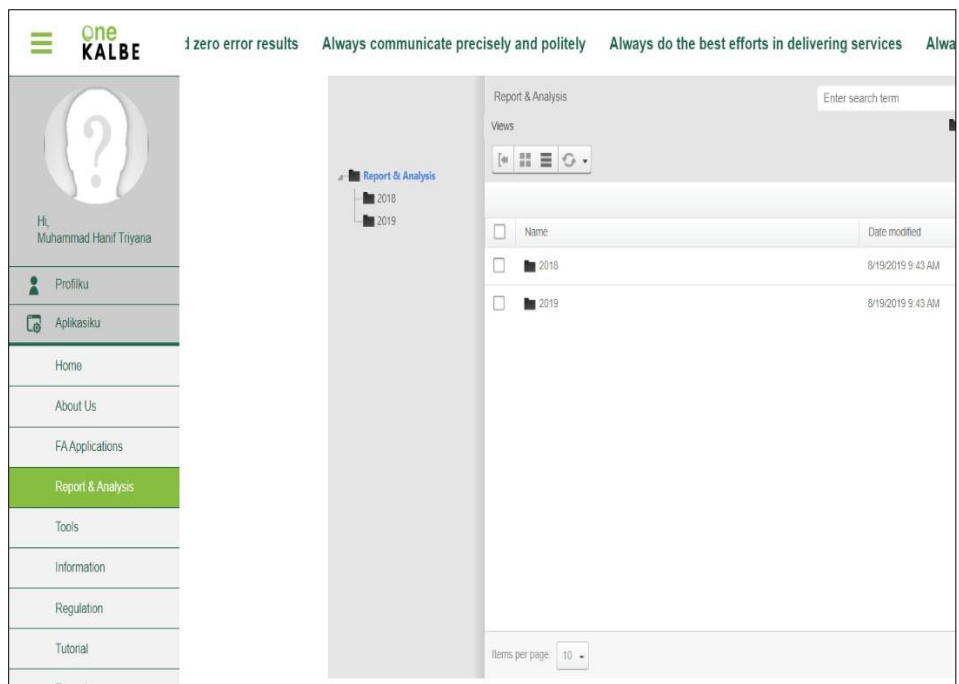 One
KALBE
d zero error results Always communicate precisely and politely Always do the best efforts in delivering services Alwa
Hi,
Muhammad Hanif Triyana
Profilku
Aplikasiku
Home
About Us
FA Applications
Report & Analysis
Tools
Information
Regulation
Tutorial
Report & Analysis
2018
2019
Report & Analysis
Enter search term
Views
Name Date modified
2018 8/19/2019 9:43 AM
2019 8/19/2019 9:43 AM
Items per page: 10